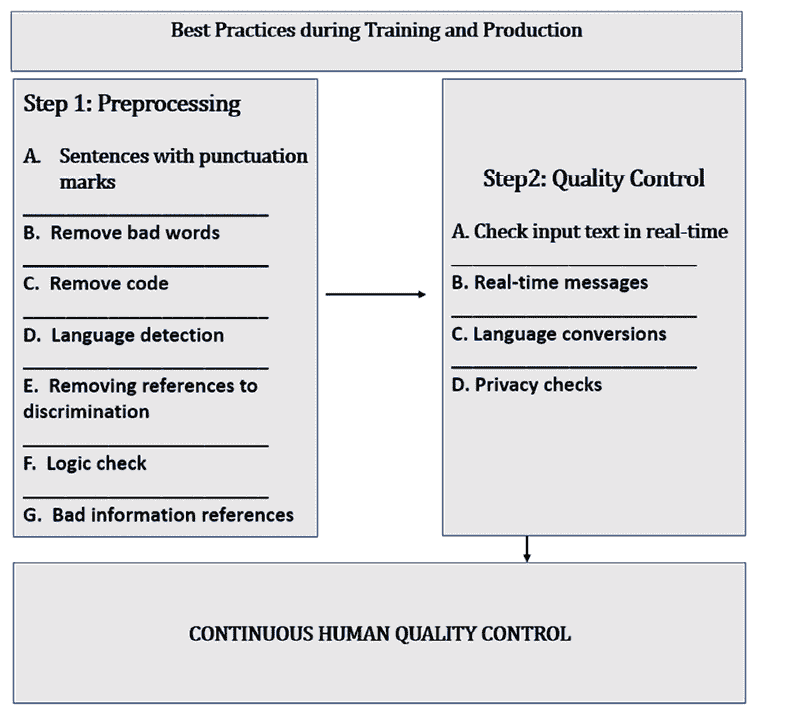 Best Practices during Training and Production
Step 1: Preprocessing
A. Sentences with punctuation
marks
B. Remove bad words
C. Remove code
D. Language detection
E. Removing references to
discrimination
F. Logic check
G. Bad information references
Step2: Quality Control
A. Check input text in real-time
B. Real-time messages
C. Language conversions
D. Privacy checks
CONTINUOUS HUMAN QUALITY CONTROL